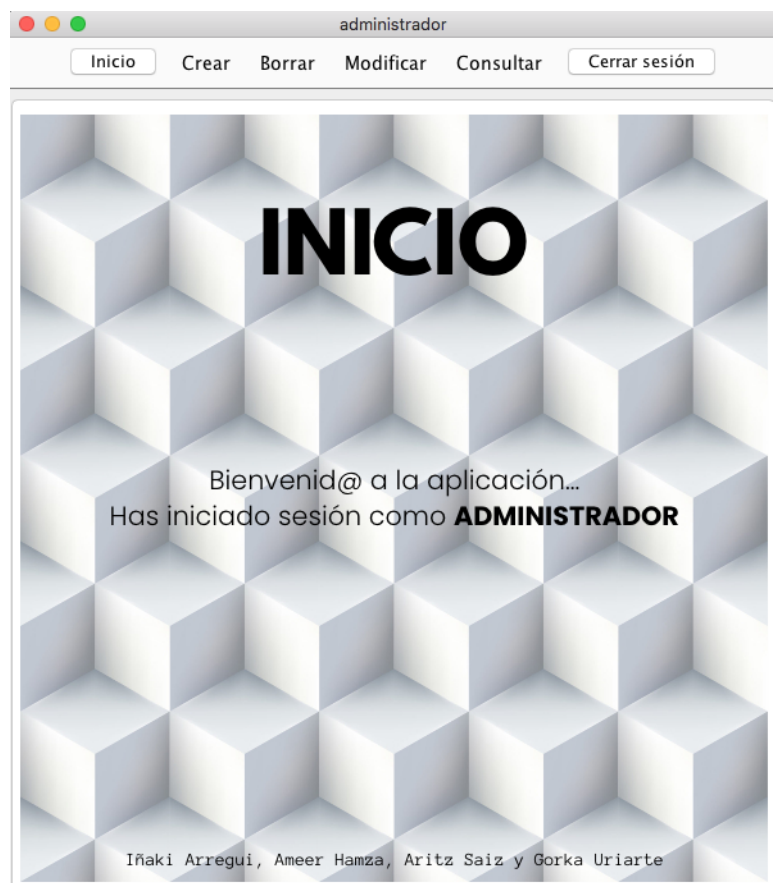 administrador
Inicio Crear Borrar Modificar Consultar Cerrar sesión
INICIO
Bienvenid@ a la aplicación...
Has iniciado sesión como ADMINISTRADOR
Iñaki Arregui, Ameer Hamza, Aritz Saiz y Gorka Uriarte